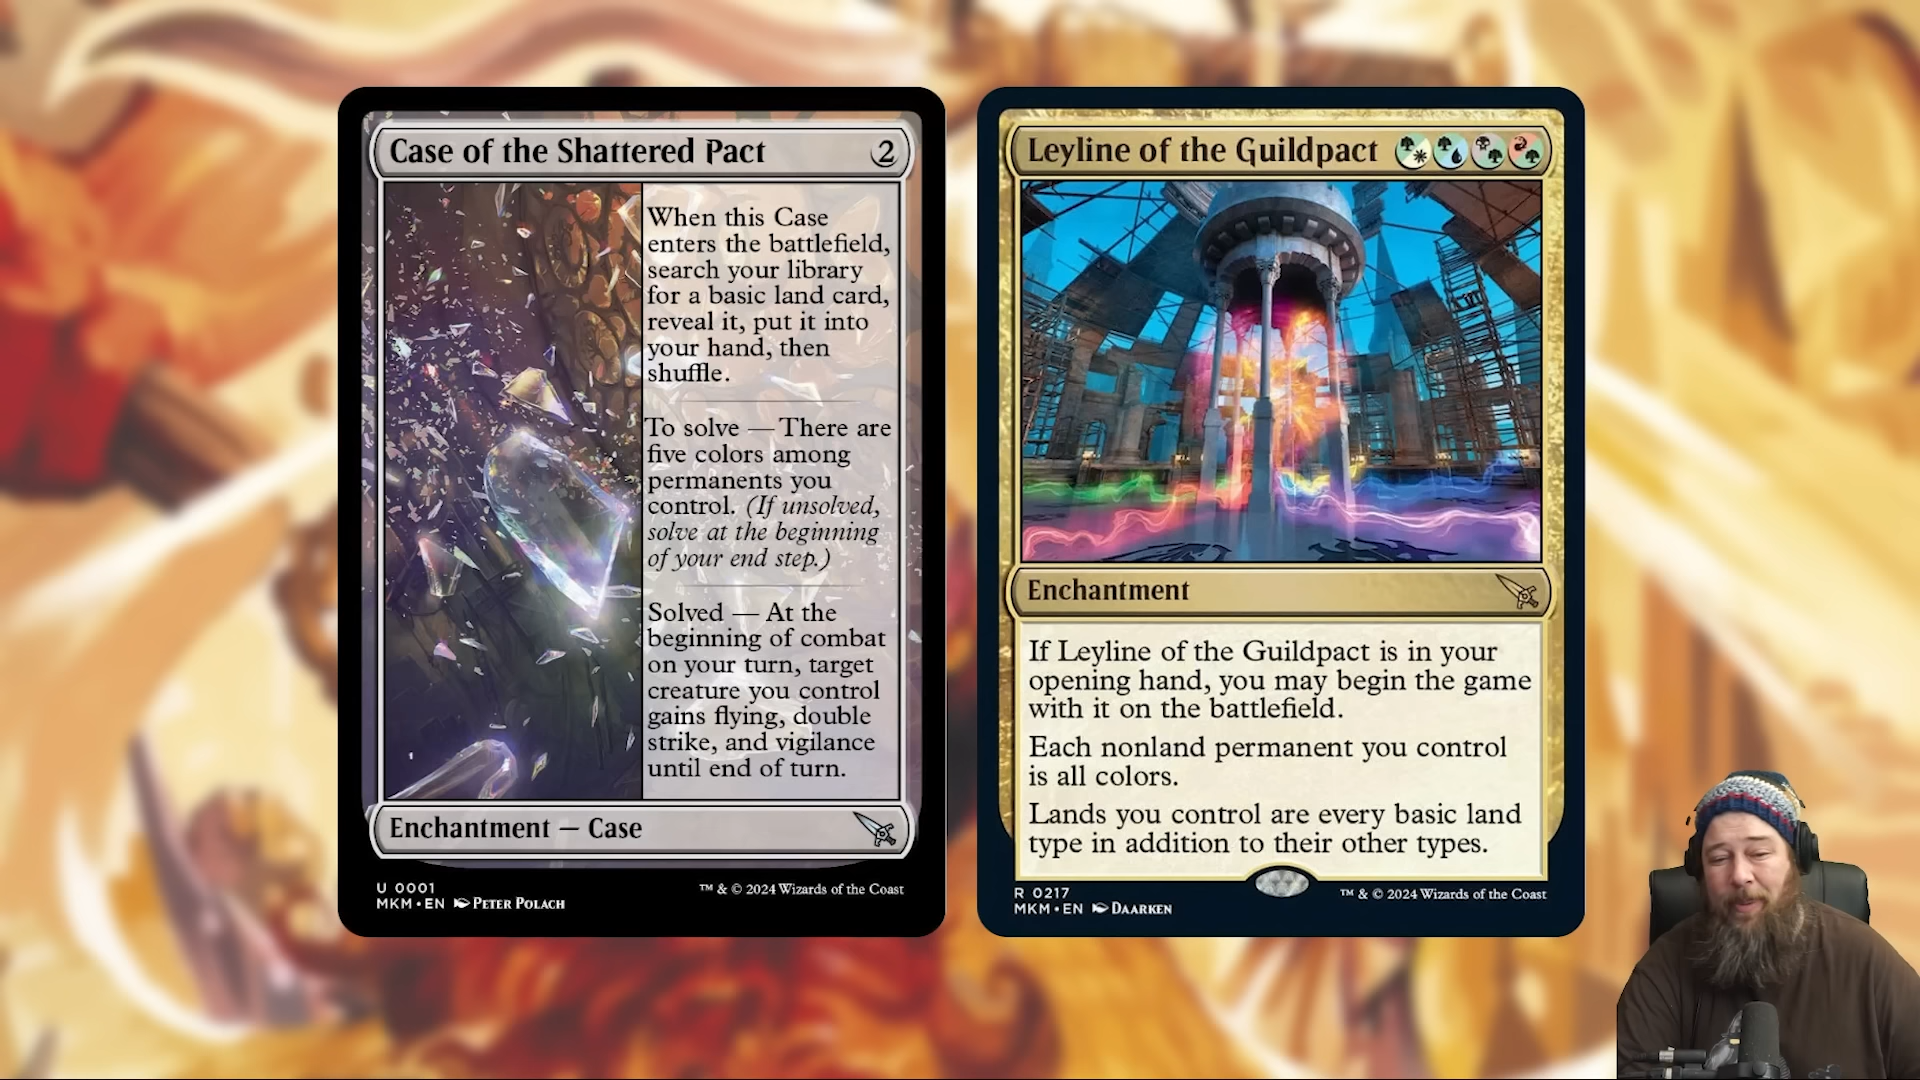 Case of the Shattered Pact 2
When this Case
enters the battlefield,
search your library
for a basic land card,
reveal it, put it into
your hand, then
shuffle.
To solve — There are
five colors among
permanents you
control. (If unsolved,
solve at the beginning
of your end step.)
Solved — At the
beginning of combat
on your turn, target
creature you control
gains flying, double
strike, and vigilance
until end of turn.
Enchantment – Case
U 0001
MKM • EN PETER POLACH
™ & © 2024 Wizards of the Coast
Leyline of the Guildpact
Enchantment
If Leyline of the Guildpact is in your
opening hand, you may begin the game
with it on the battlefield.
Each nonland permanent you control
is all colors.
Lands you control are every basic land
type in addition to their other types.
R 0217
MKM • EN DAARKEN
™ & © 2024 Wizards of the Coast